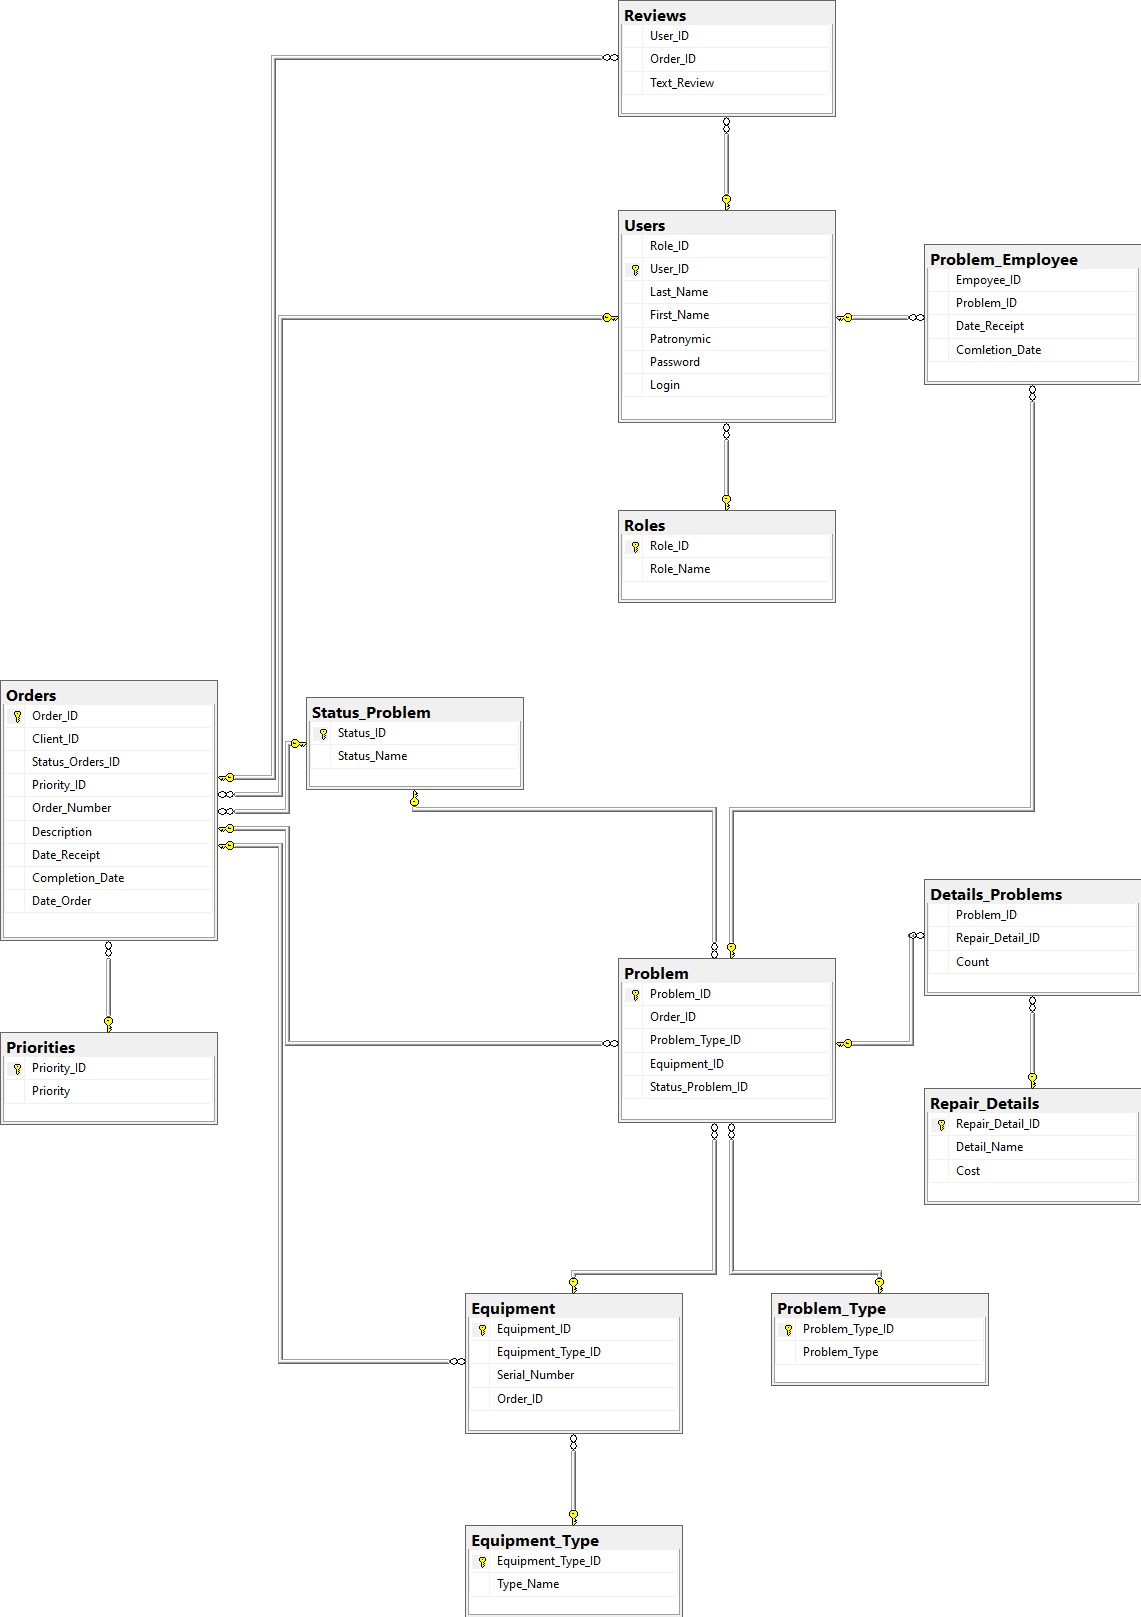 Reviews
User_ID
Order_ID
Text_Review
Users
Role_ID
User_ID
Last_Name
First_Name
Patronymic
Password
Login
Problem_Employee
Empoyee_ID
Problem_ID
Date_Receipt
Comletion_Date
Roles
Role_ID
Role_Name
Orders
Order_ID
Client_ID
Status_Orders_ID
Priority_ID
Order_Number
Description
Date_Receipt
Completion_Date
Date_Order
Status_Problem
Status_ID
Status_Name
Details_Problems
Problem_ID
Repair_Detail_ID
Count
Problem
Problem_ID
Order_ID
Problem_Type_ID
Equipment_ID
Status_Problem_ID
Priorities
Priority_ID
Priority
Repair_Details
Repair_Detail_ID
Detail_Name
Cost
Equipment
Equipment_ID
Equipment_Type_ID
Serial_Number
Order_ID
Problem_Type
Problem_Type_ID
Problem_Type
Equipment_Type
Equipment_Type_ID
Type_Name